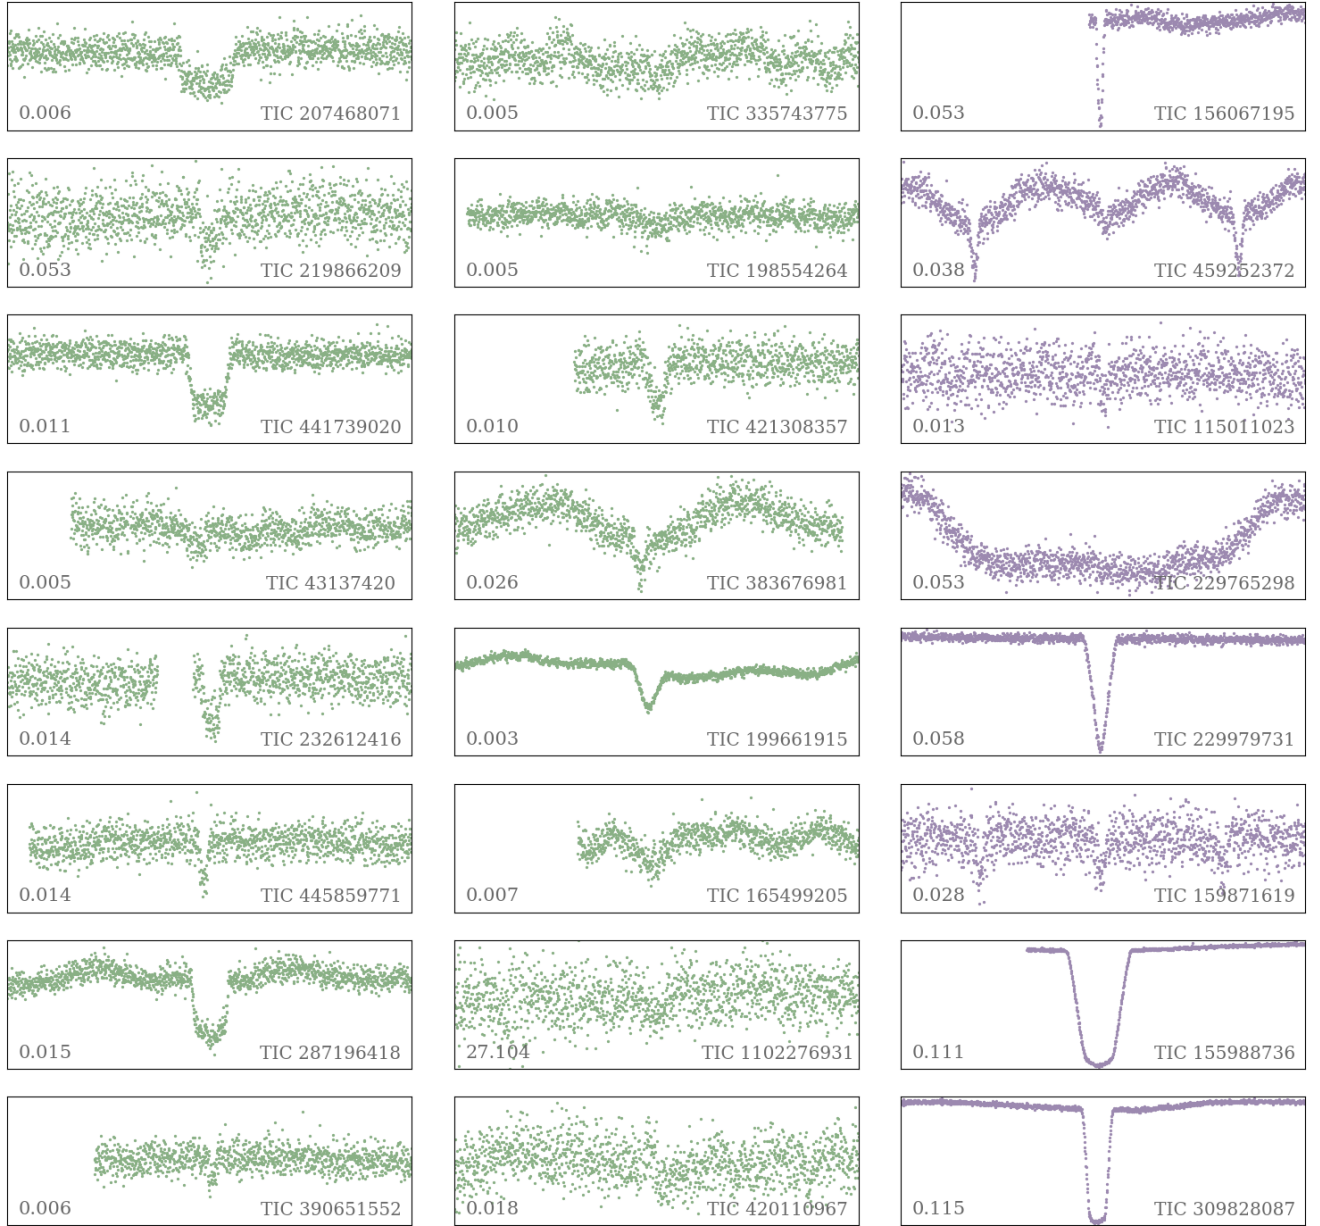 0.006 TIC 207468071 0.005 TIC 335743775 0.053 TIC 156067195
0.053 TIC 219866209 0.005 TIC 198554264 0.038 TIC 459252372
0.011 TIC 441739020 0.010 TIC 421308357 0.013 TIC 115011023
0.005 TIC 43137420 0.026 TIC 383676981 0.053 TIC 229765298
0.014 TIC 232612416 0.003 TIC 199661915 0.058 TIC 229979731
0.014 TIC 445859771 0.007 TIC 165499205 0.028 TIC 159871619
0.015 TIC 287196418 27.104 TIC 1102276931 0.111 TIC 155988736
0.006 TIC 390651552 0.018 TIC 420110967 0.115 TIC 309828087